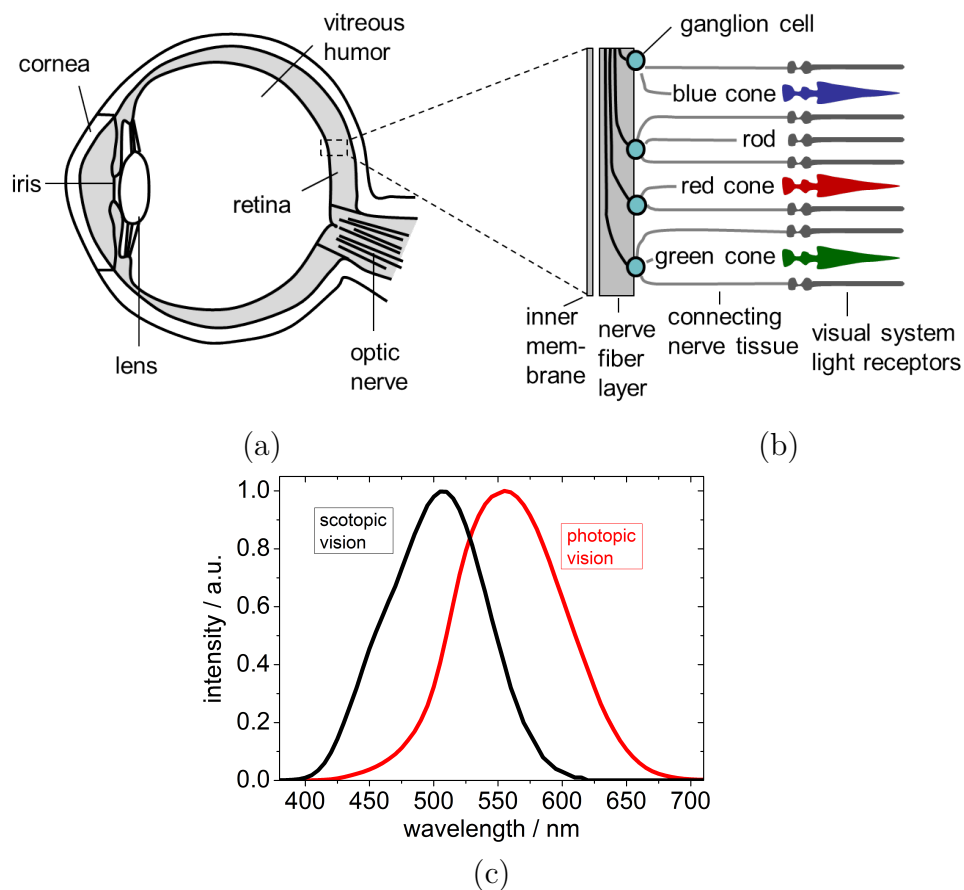 vitreous
humor
cornea
iris
retina
lens
optic
nerve
(a)
ganglion cell
blue cone
rod
red cone
green cone
inner
mem-
brane
nerve
fiber
layer
connecting
nerve tissue
visual system
light receptors
(b)
intensity / a.u.
1.0
0.8
0.6
0.4
0.2
0.0
scotopic
vision
photopic
vision
400 450 500 550 600 650 700
wavelength / nm
(c)